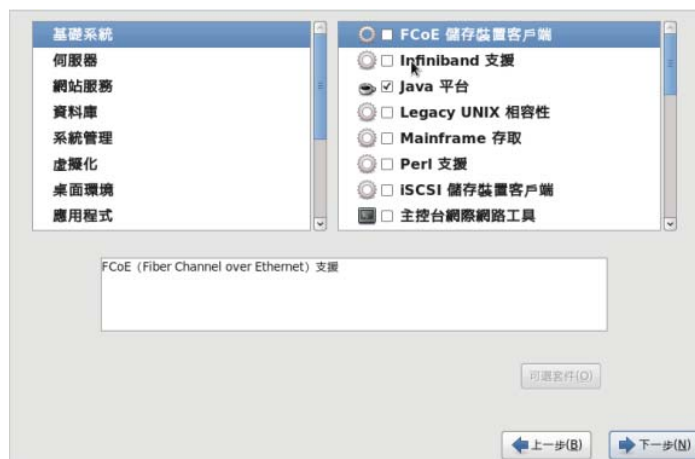 基礎系統
伺服器
網站服務
資料庫
系統管理
虛擬化
桌面環境
應用程式
FCoE 儲存裝置客戶端
Infiniband 支援
Java 平台
Legacy UNIX 相容性
Mainframe 存取
Perl 支援
iSCSI 儲存裝置客戶端
主控台網際網路工具
FCoE（Fiber Channel over Ethernet）支援
可選套件(O)
上一步(B)
下一步(N)